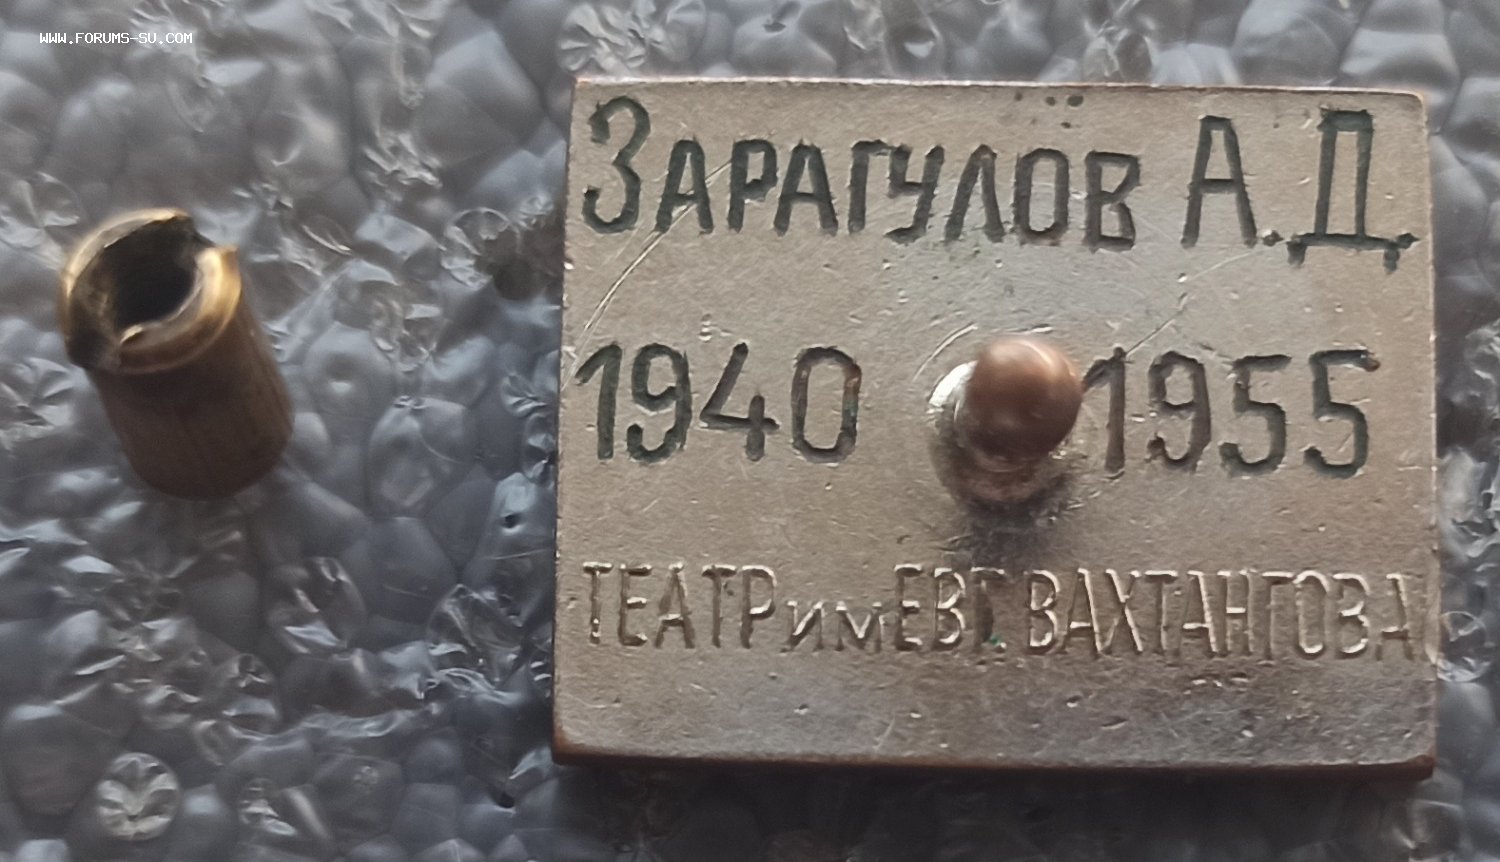 WWW.FORUMS-SU.COM
ЗАРАГУЛОВ А.Д.
1940 1955
ТЕАТР им ЕВГ. ВАХТАНГОВА